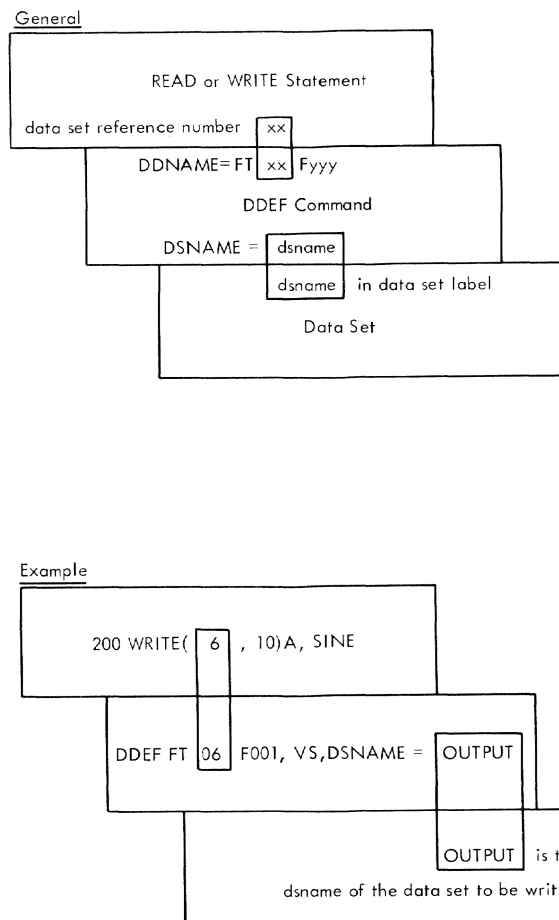 General
READ or WRITE Statement
data set reference number xx
DDNAME=FT xx Fyyy
DDEF Command
DSNAME = dsname
dsname in data set label
Data Set
Example
200 WRITE( 6 , 10)A, SINE
DDEF FT 06 F001, VS,DSNAME = OUTPUT
OUTPUT is
dsname of the data set to be